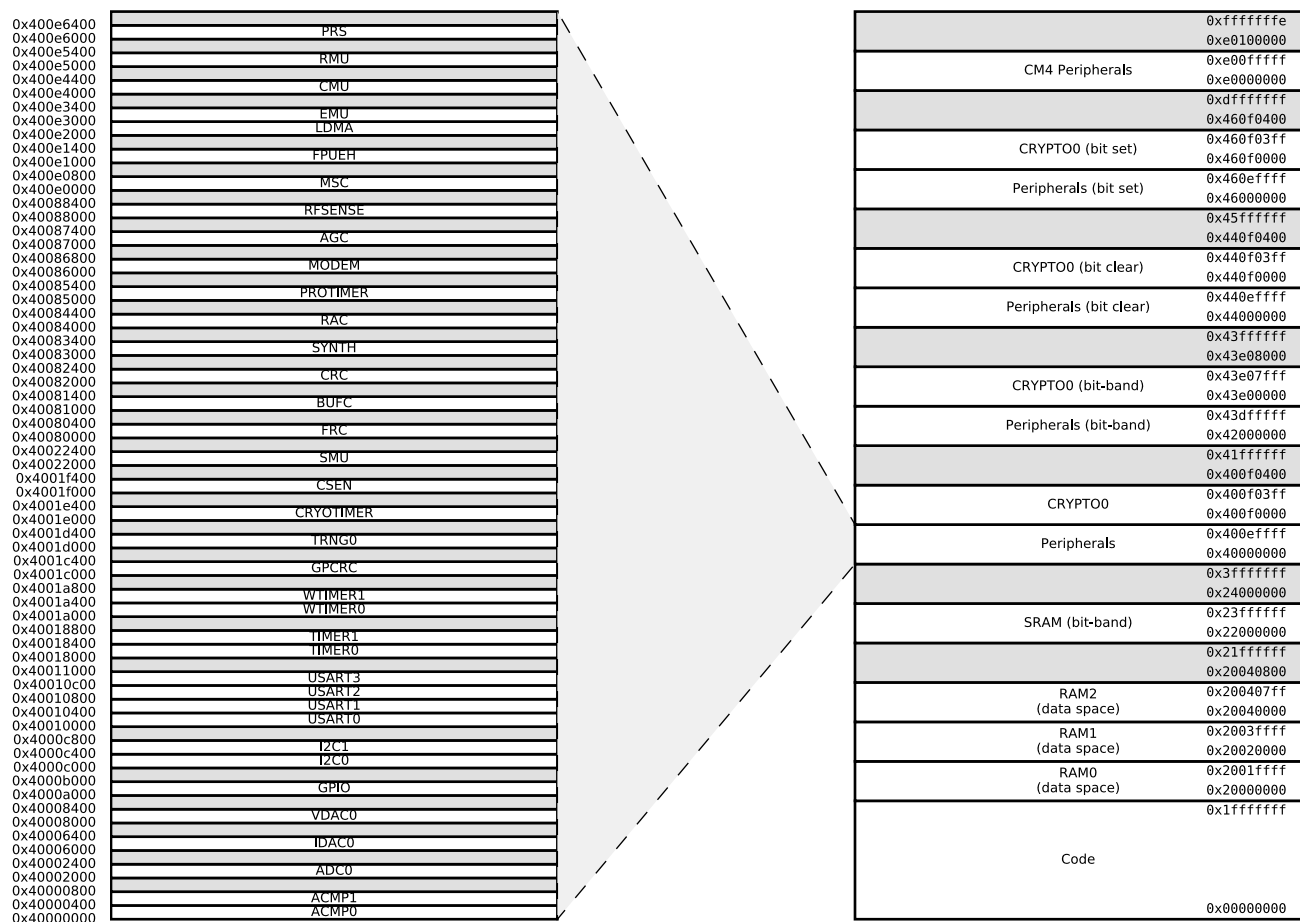 0x400e6400
PRS
0x400e6000
0x400e5400
RMU
0x400e5000
0x400e4400
CMU
0x400e4000
0x400e3400
EMU
0x400e3000
LDMA
0x400e2000
0x400e1400
FPUEH
0x400e1000
0x400e0800
MSC
0x400e0000
0x40088400
RFSENSE
0x40088000
0x40087400
AGC
0x40087000
0x40086800
MODEM
0x40086000
0x40085400
PROTIMER
0x40085000
0x40084400
RAC
0x40084000
0x40083400
SYNTH
0x40083000
0x40082400
CRC
0x40082000
0x40081400
BUFC
0x40081000
0x40080400
FRC
0x40080000
0x40022400
SMU
0x40022000
0x4001f400
CSEN
0x4001f000
0x4001e400
CRYOTIMER
0x4001e000
0x4001d400
TRNG0
0x4001d000
0x4001c400
GPCRC
0x4001c000
0x4001a800
WTIMER1
0x4001a400
WTIMER0
0x4001a000
0x40018800
TIMER1
0x40018400
TIMER0
0x40018000
0x40011000
USART3
0x40010c00
USART2
0x40010800
USART1
0x40010400
USART0
0x40010000
0x4000c800
I2C1
0x4000c400
I2C0
0x4000c000
0x4000b000
GPIO
0x4000a000
0x40008400
VDAC0
0x40008000
0x40006400
IDAC0
0x40006000
0x40002400
ADC0
0x40002000
0x40000800
ACMP1
0x40000400
ACMP0
0x40000000
0xfffffffe
0xe0100000
0xe00fffff
CM4 Peripherals
0xe0000000
0xdfffffff
0x460f0400
0x460f03ff
CRYPTO0 (bit set)
0x460f0000
0x460effff
Peripherals (bit set)
0x46000000
0x45ffffff
0x440f0400
0x440f03ff
CRYPTO0 (bit clear)
0x440f0000
0x440effff
Peripherals (bit clear)
0x44000000
0x43ffffff
0x43e08000
0x43e07fff
CRYPTO0 (bit-band)
0x43e00000
0x43dfffff
Peripherals (bit-band)
0x42000000
0x41ffffff
0x400f0400
0x400f03ff
CRYPTO0
0x400f0000
0x400effff
Peripherals
0x40000000
0x3fffffff
0x24000000
0x23ffffff
SRAM (bit-band)
0x22000000
0x21ffffff
0x20040800
0x200407ff
RAM2
(data space)
0x20040000
0x2003ffff
RAM1
(data space)
0x20020000
0x2001ffff
RAM0
(data space)
0x20000000
0x1fffffff
Code
0x00000000